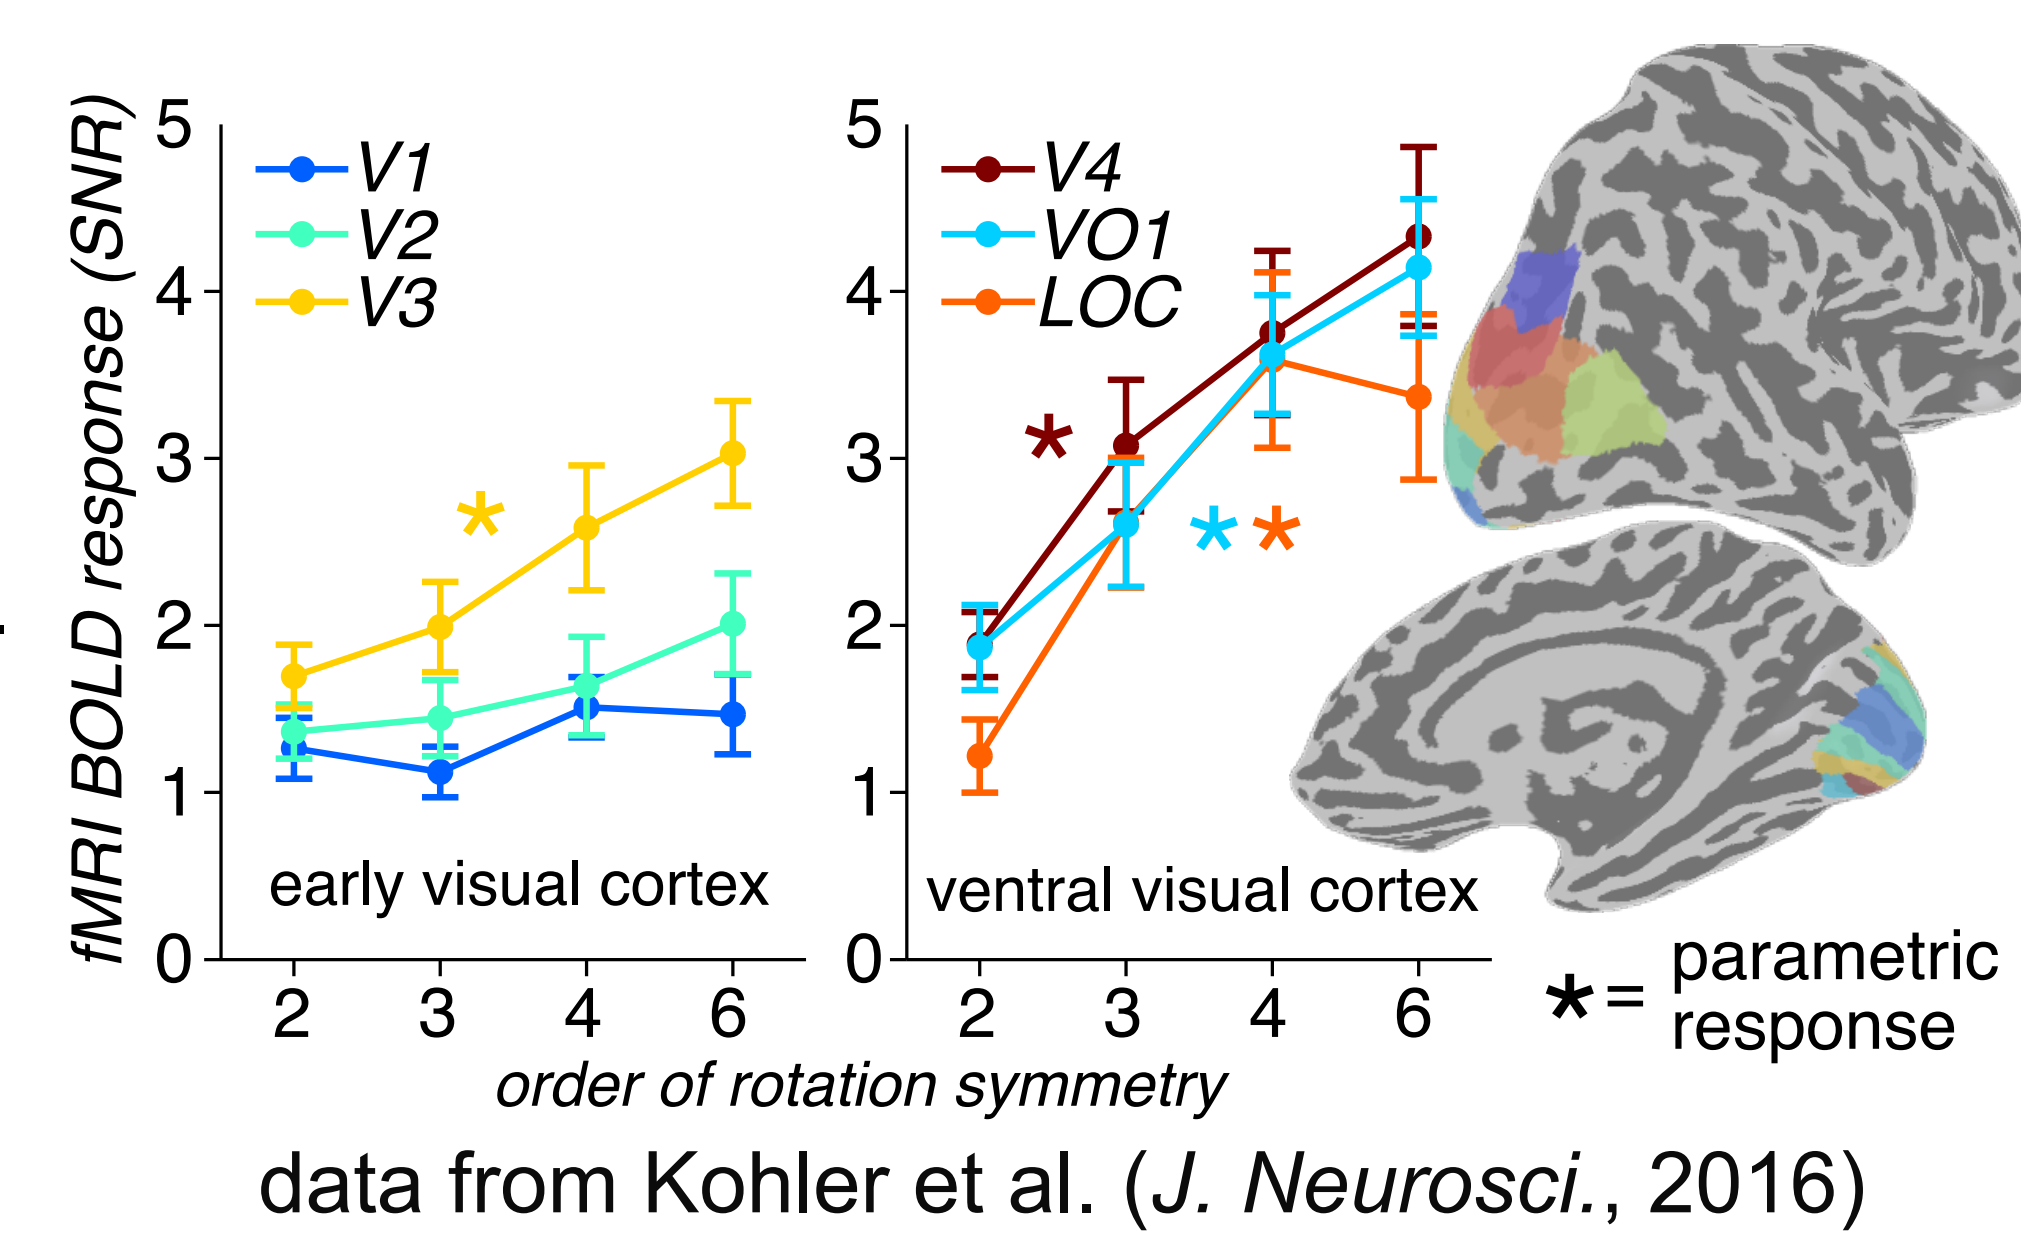 fMRI BOLD response (SNR)
5
4
3
2
1
0
V1
V2
V3
*
early visual cortex
2 3 4 6
5
4
3
2
1
0
V4
VO1
LOC
*
* *
ventral visual cortex
2 3 4 6
order of rotation symmetry
* = parametric
response
data from Kohler et al. (J. Neurosci., 2016)